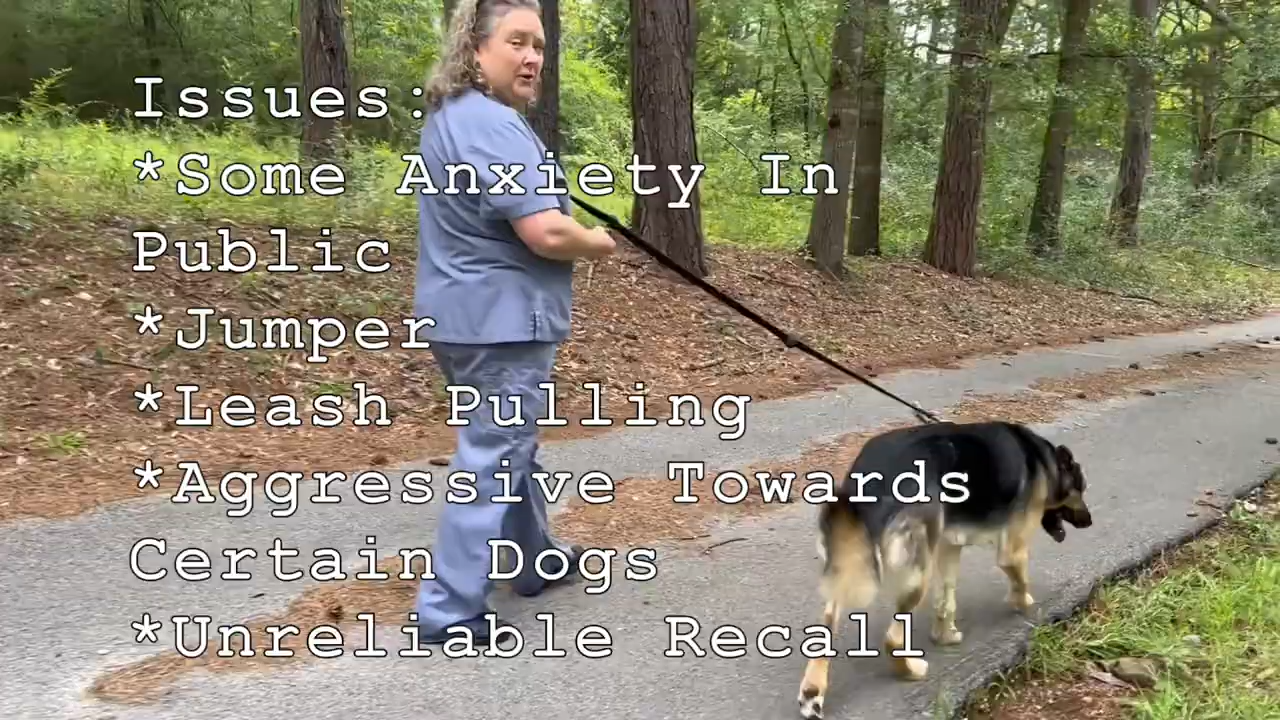 Issues:
*Some Anxiety In
Public
*Jumper
*Leash Pulling
*Aggressive Towards
Certain Dogs
*Unreliable Recall